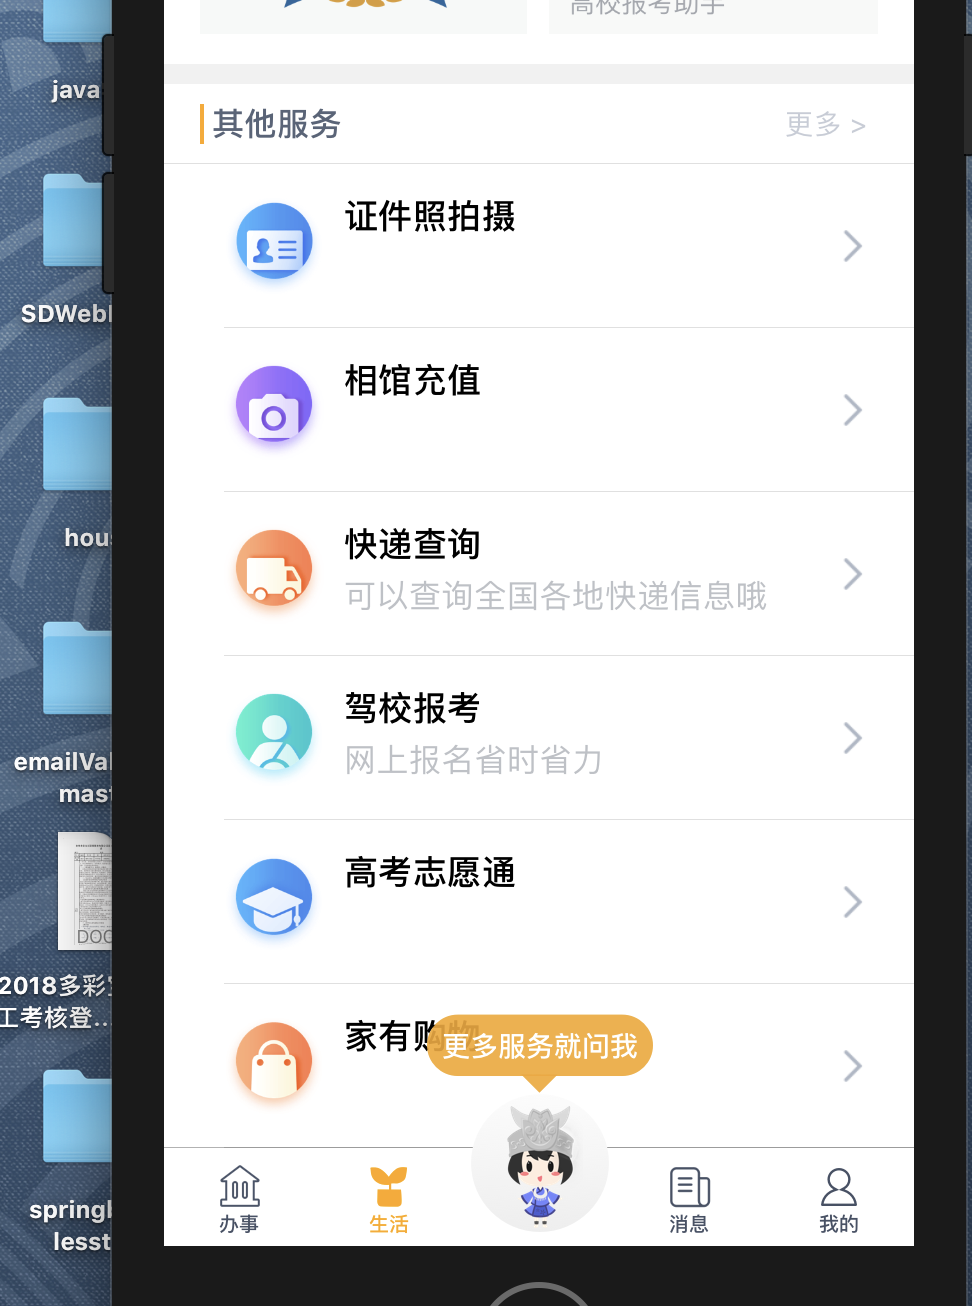 高校报考助手
java
其他服务
更多 >
证件照拍摄
SDWebI
相馆充值
hous
快递查询
可以查询全国各地快递信息哦
驾校报考
网上报名省时省力
emailVal
mast
高考志愿通
DOC
2018多彩
工考核登...
家有购物
更多服务就问我
springb
lesst
办事
生活
消息
我的